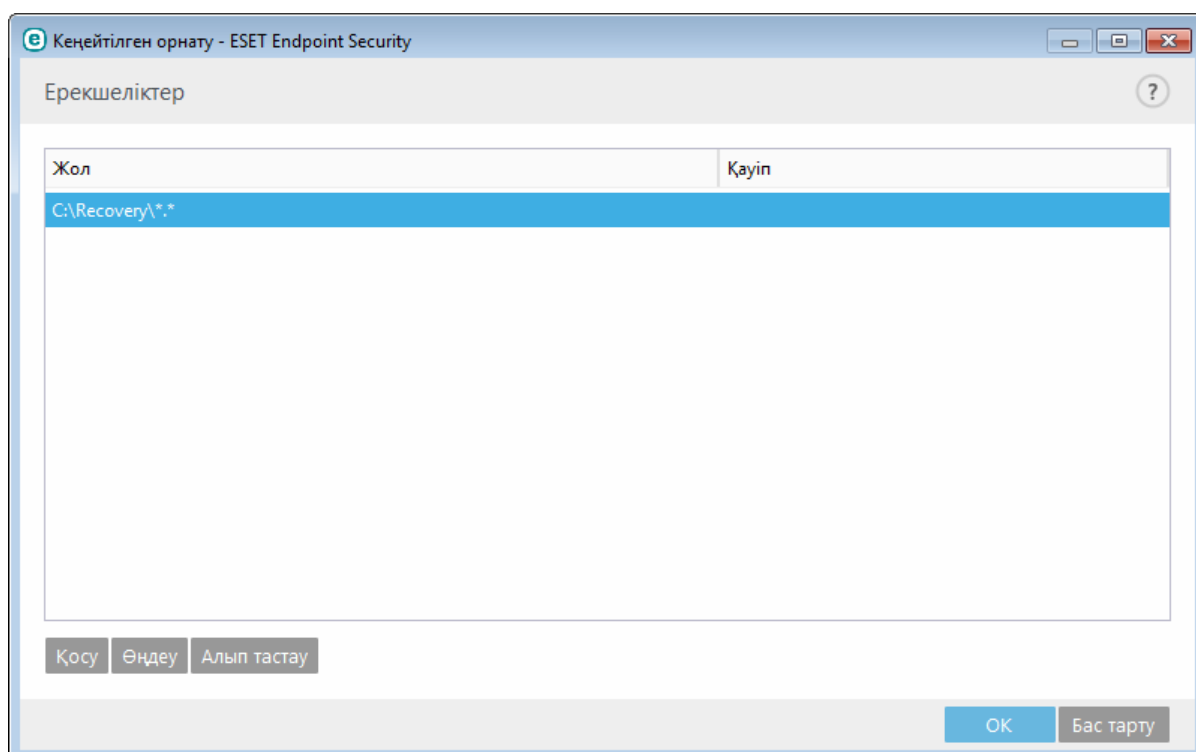 Кеңейтілген орнату - ESET Endpoint Security
Ерекшеліктер ?
Жол Қауіп
C:\Recovery\*.*
Қосу Өңдеу Алып тастау
OK Бас тарту